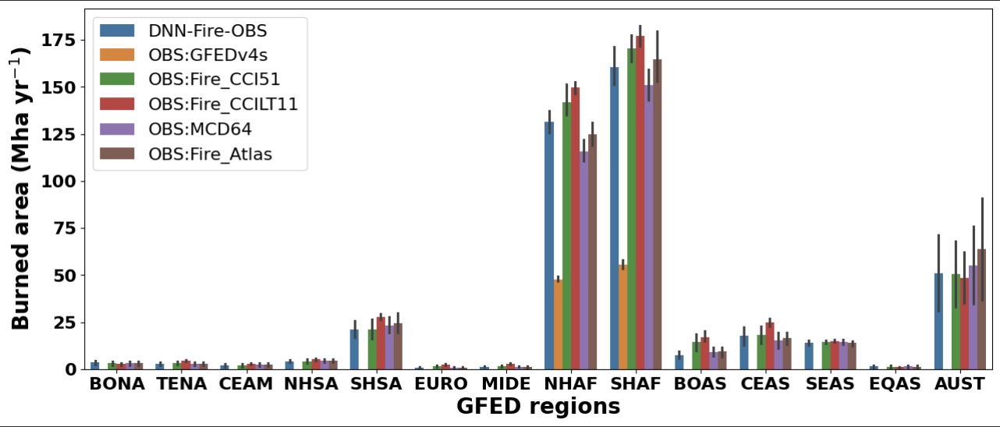 Burned area (Mha yr⁻¹)
175
150
125
100
75
50
25
0
DNN-Fire-OBS
OBS:GFEDv4s
OBS:Fire_CCI51
OBS:Fire_CCILT11
OBS:MCD64
OBS:Fire_Atlas
BONA TENA CEAM NHSA SHSA EURO MIDE NHAF SHAF BOAS CEAS SEAS EQAS AUST
GFED regions